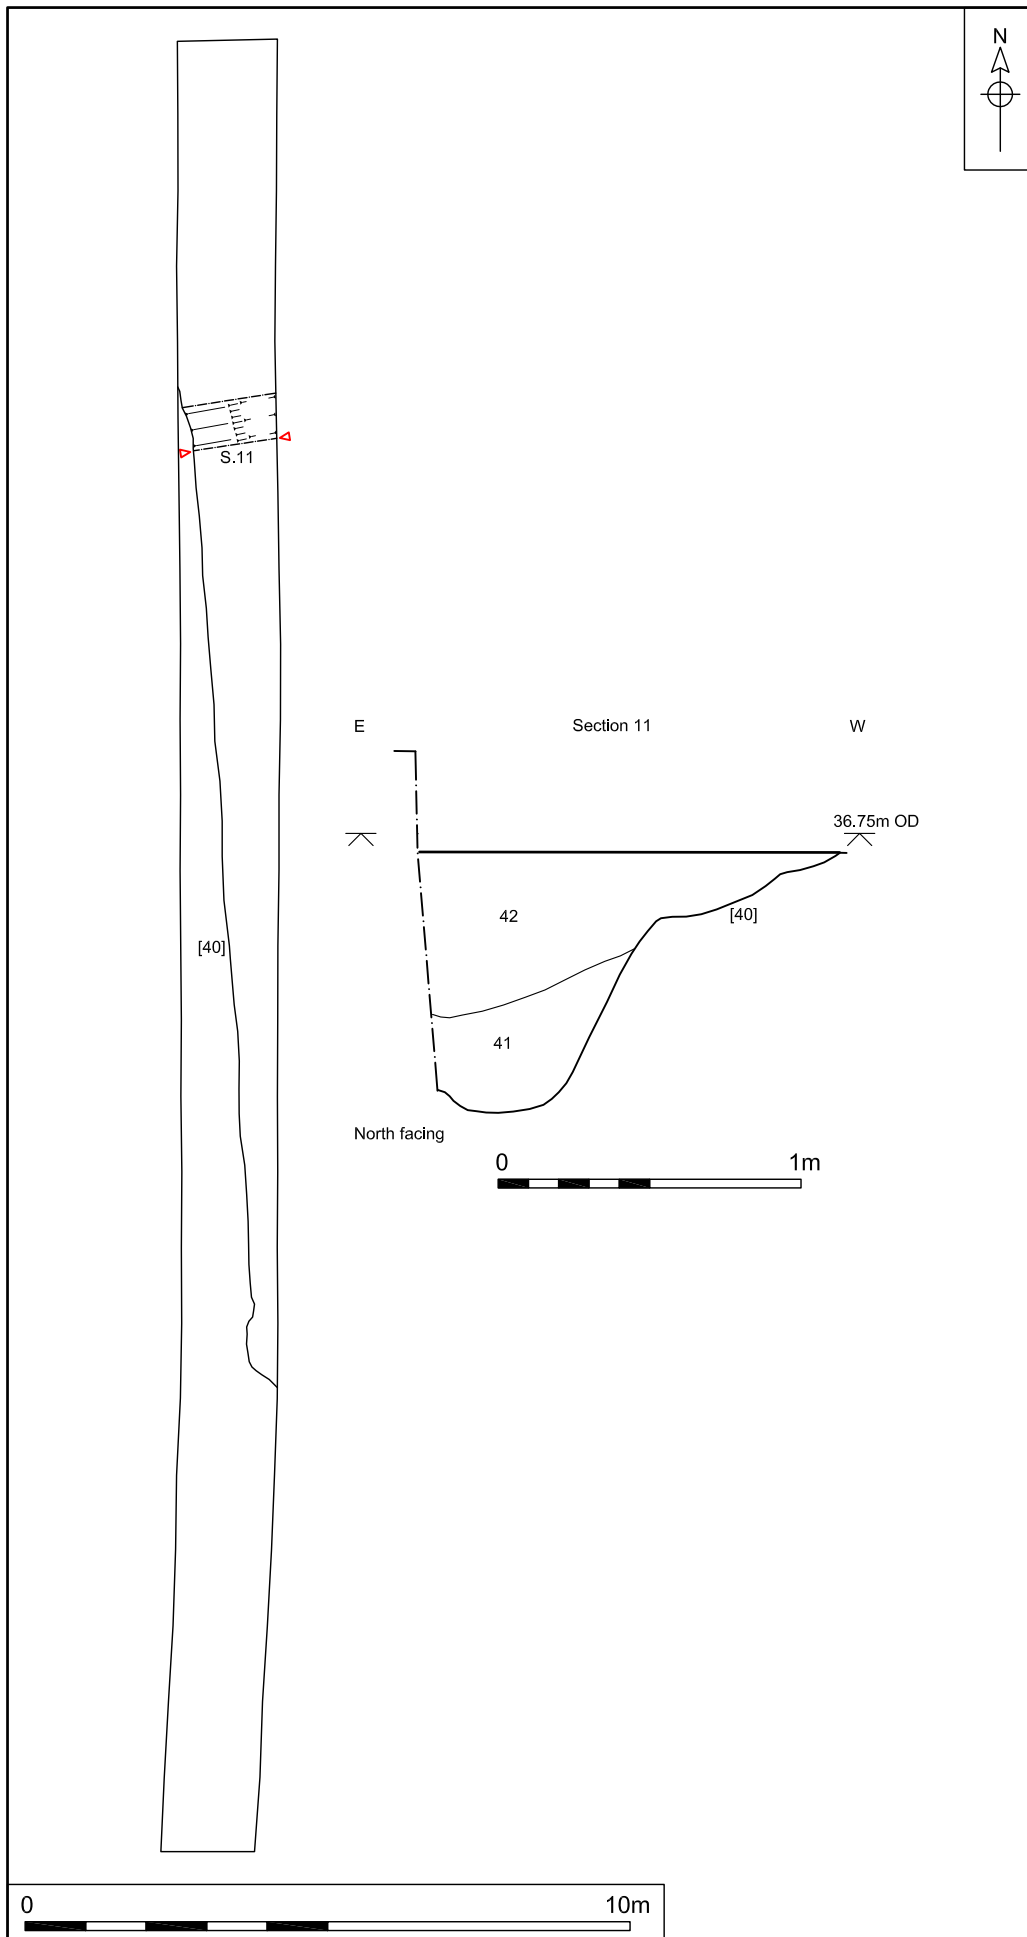 N
S.11
E
Section 11
W
36.75m OD
42
[40]
[40]
41
North facing
0
1m
0
10m